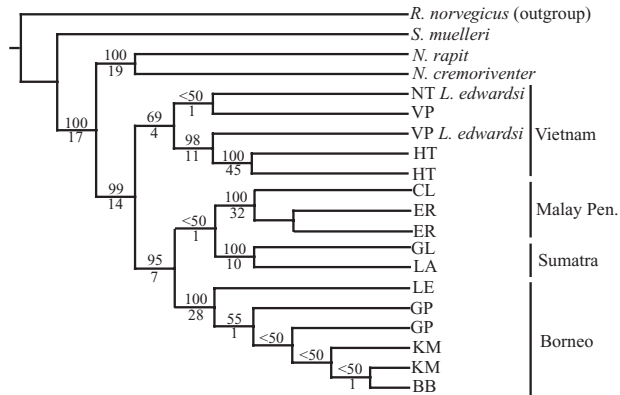 R. norvegicus (outgroup)
S. muelleri
100
N. rapit
19
N. cremoriventer
<50
NT L. edwardsi
1
69
VP
100
4
17
98
VP L. edwardsi
Vietnam
11
100
HT
45
HT
99
14
100
CL
32
<50
ER
Malay Pen.
1
ER
100
GL
10
LA
Sumatra
95
7
LE
100
28
55
GP
1
GP
<50
Borneo
<50
KM
<50
KM
1
BB